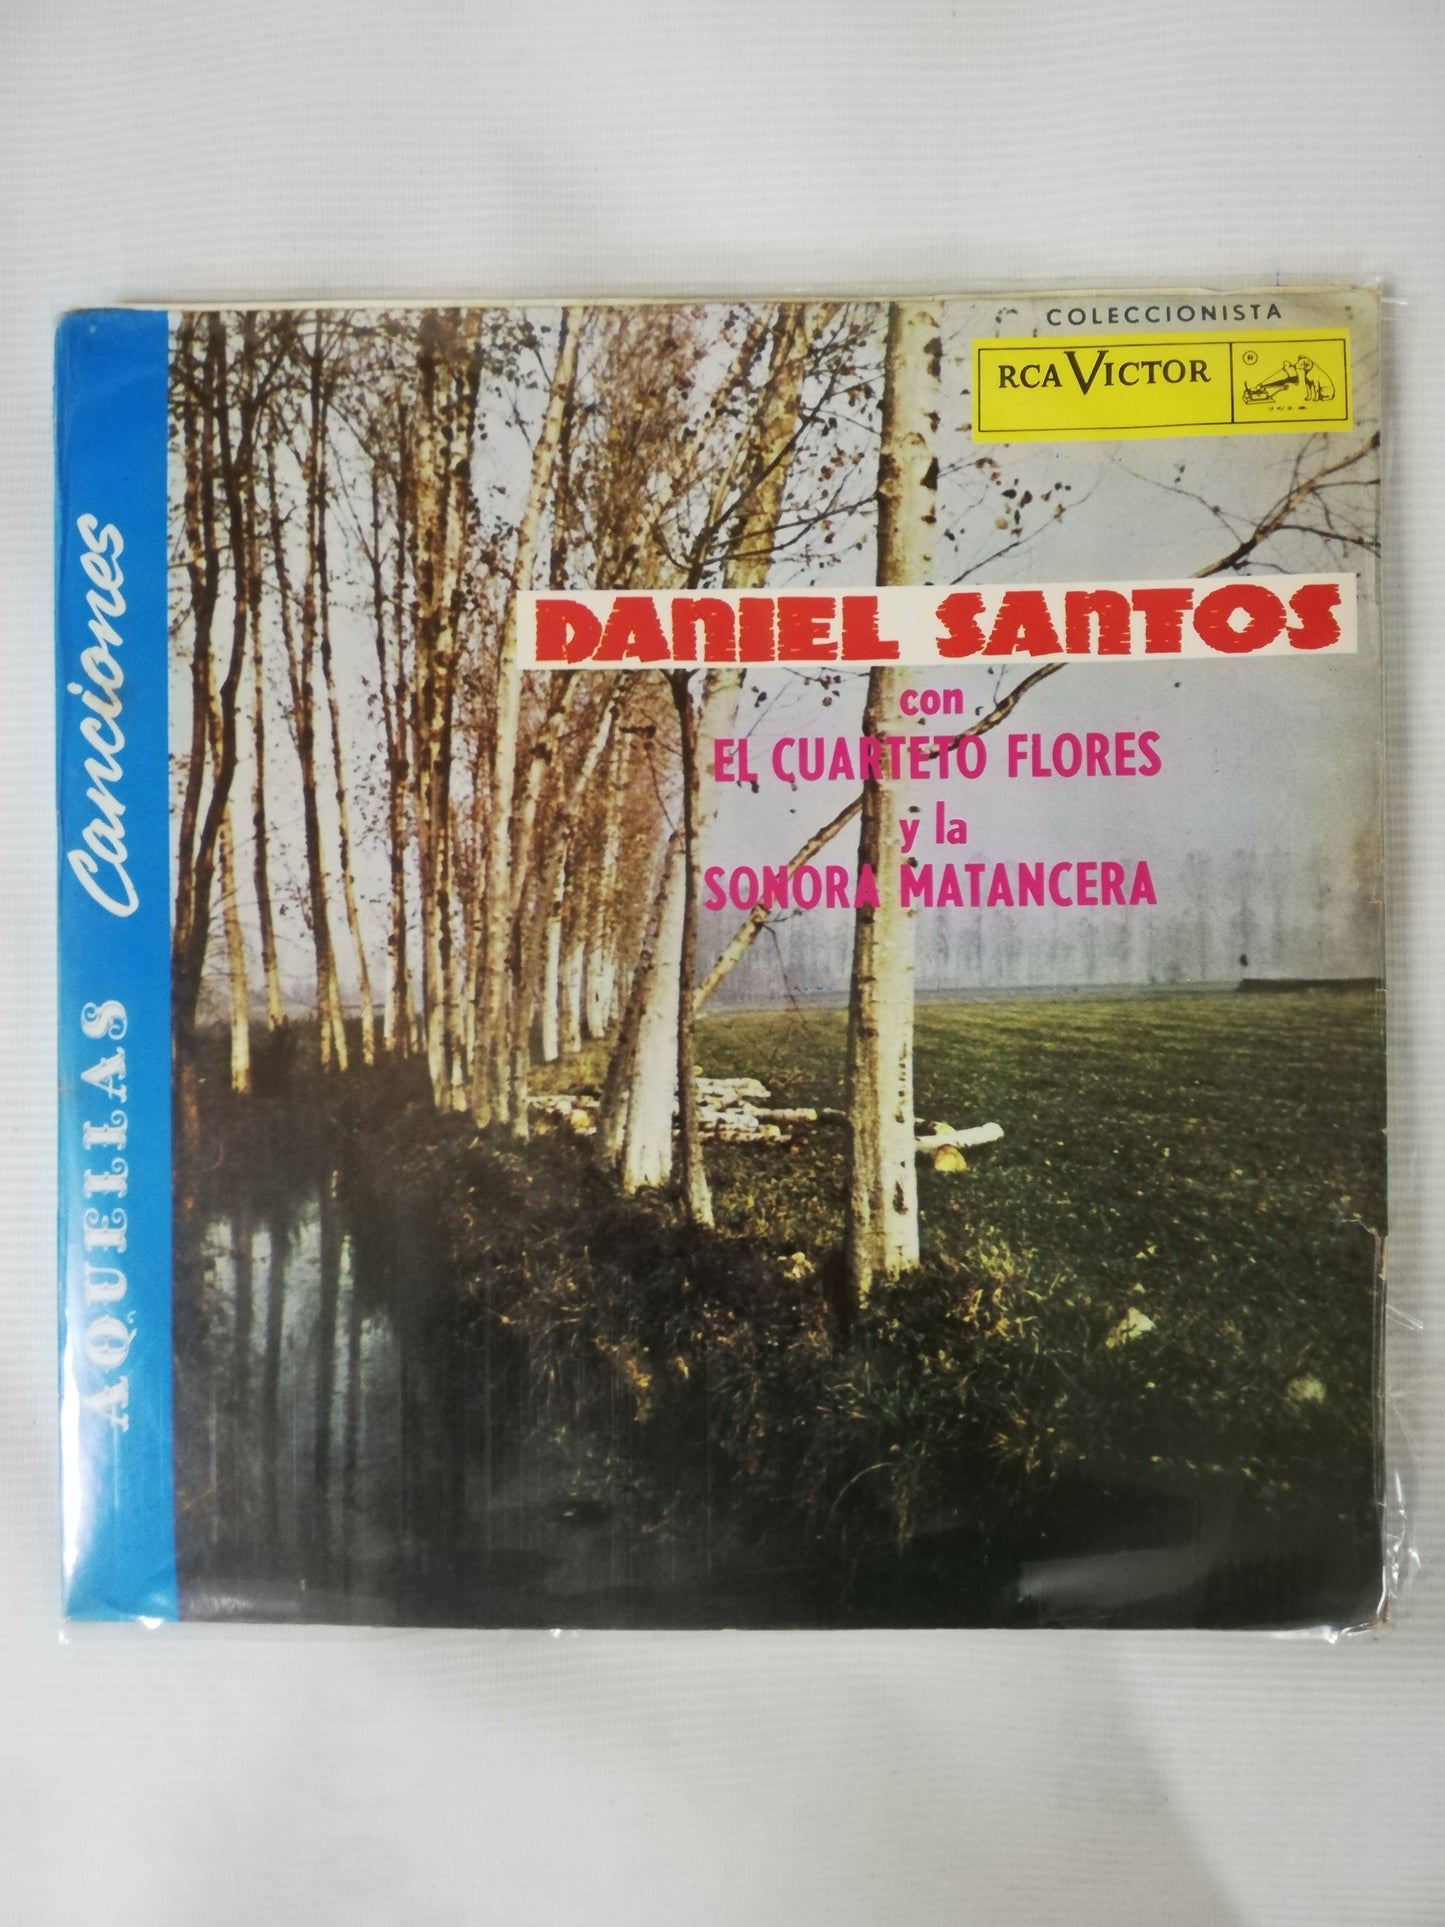 COLECCIONISTA
RCA VICTOR
®
DANIEL SANTOS
con
EL CUARTETO FLORES
y la
SONORA MATANCERA
AQUELLAS Canciones